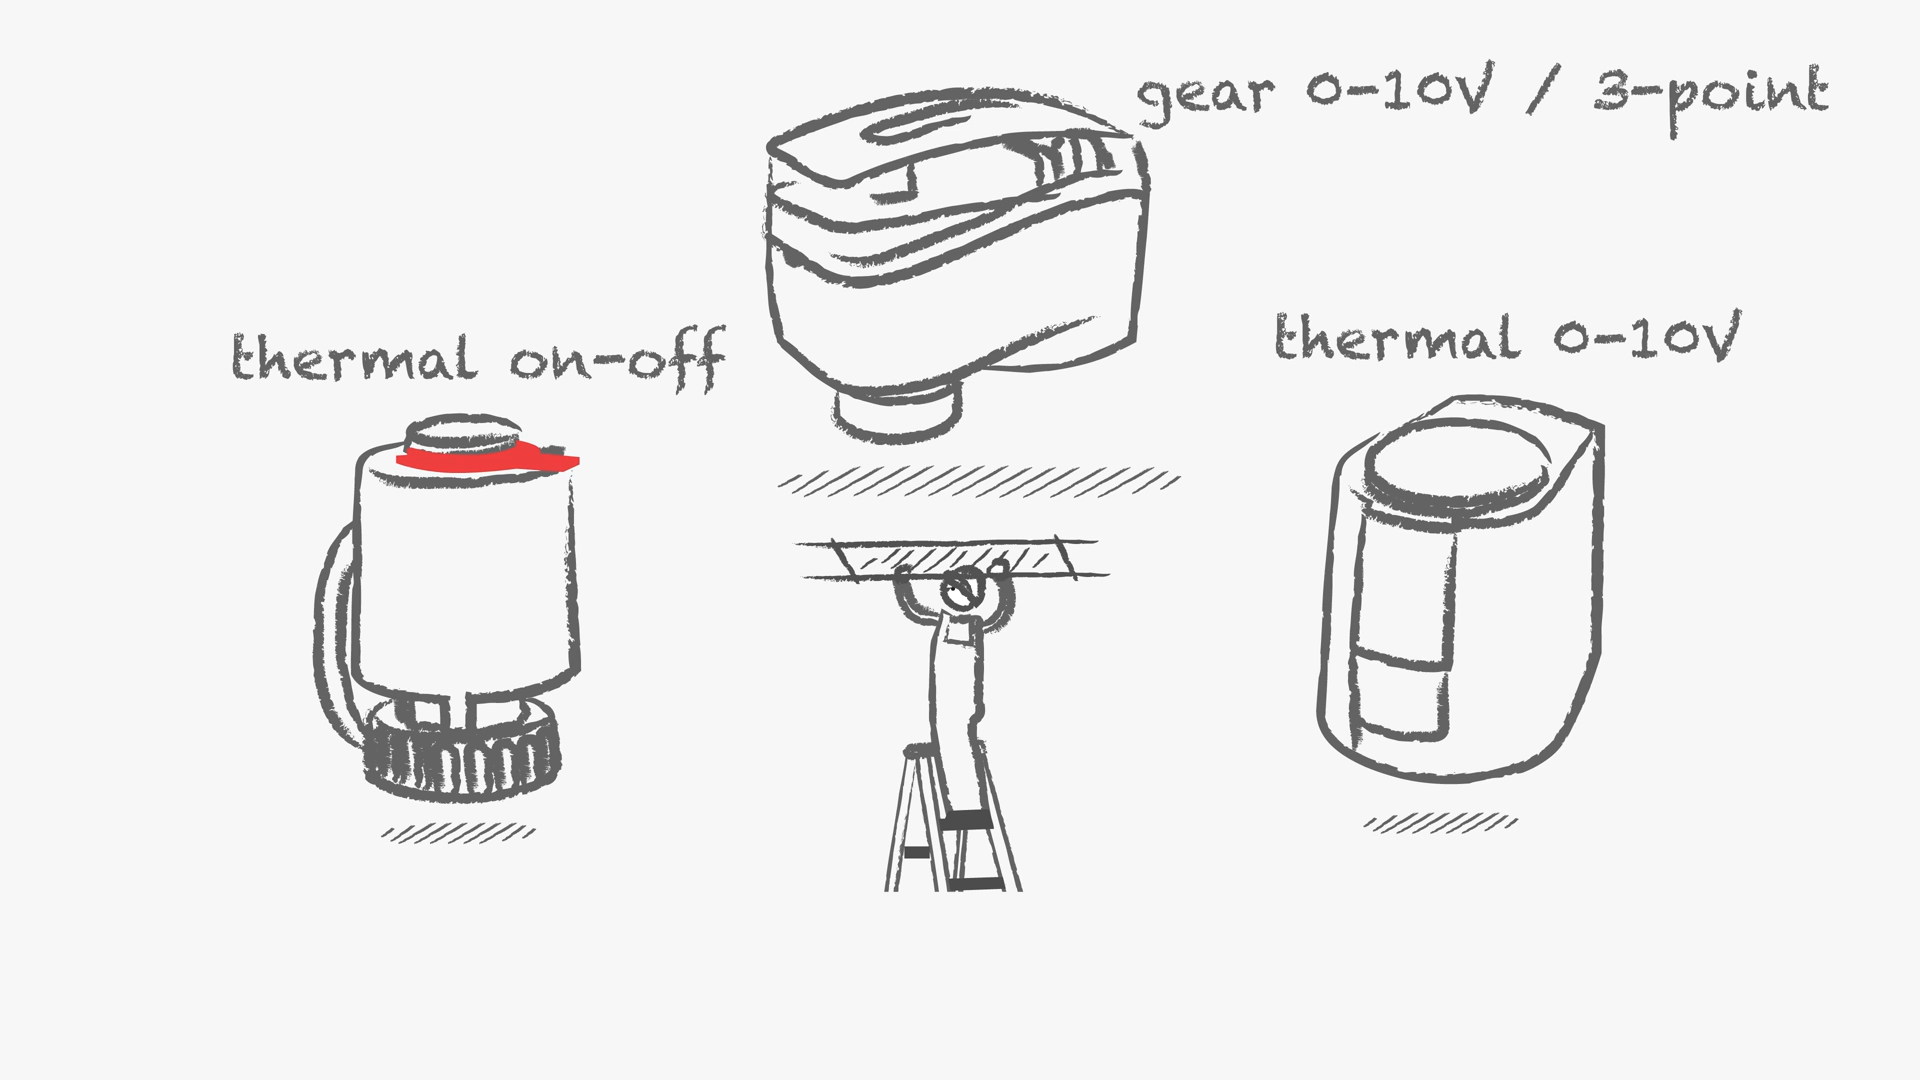 gear 0-10V / 3-point
thermal on-off
thermal 0-10V